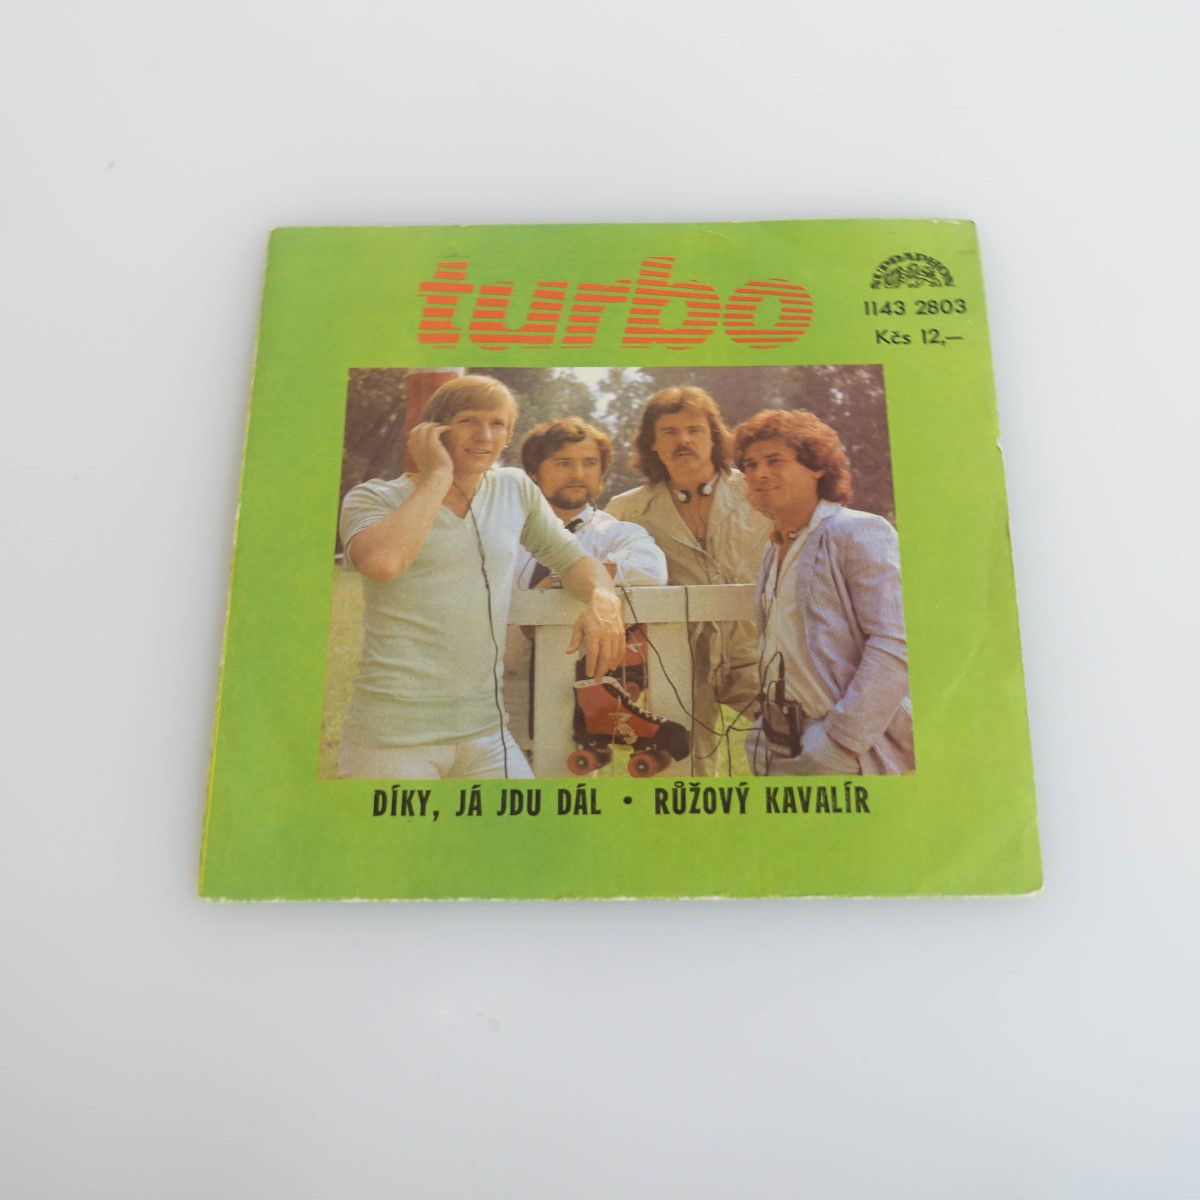 turbo
SUPRAPHON
1143 2803
Kčs 12,—
DÍKY, JÁ JDU DÁL • RŮŽOVÝ KAVALÍR